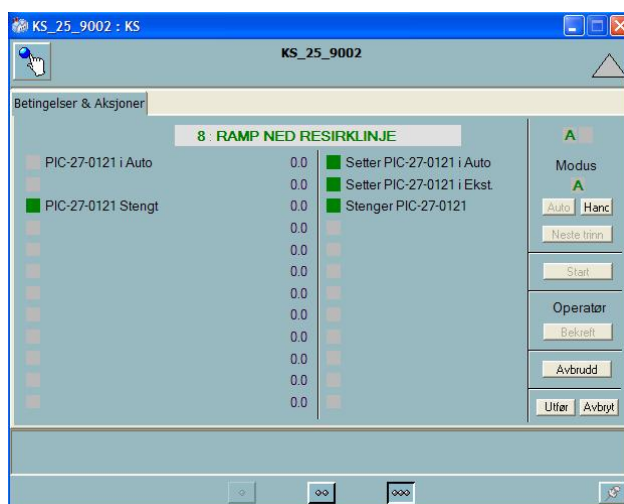 KS_25_9002 : KS
KS_25_9002
Betingelser & Aksjoner
8 : RAMP NED RESIRKLINJE
A
PIC-27-0121 i Auto 0.0 Setter PIC-27-0121 i Auto
0.0 Setter PIC-27-0121 i Ekst.
PIC-27-0121 Stengt 0.0 Stenger PIC-27-0121
0.0
0.0
0.0
0.0
0.0
0.0
0.0
0.0
0.0
Modus
A
Auto Hanc
Neste trinn
Start
Operatør
Bekreft
Avbrudd
Utfør Avbryt